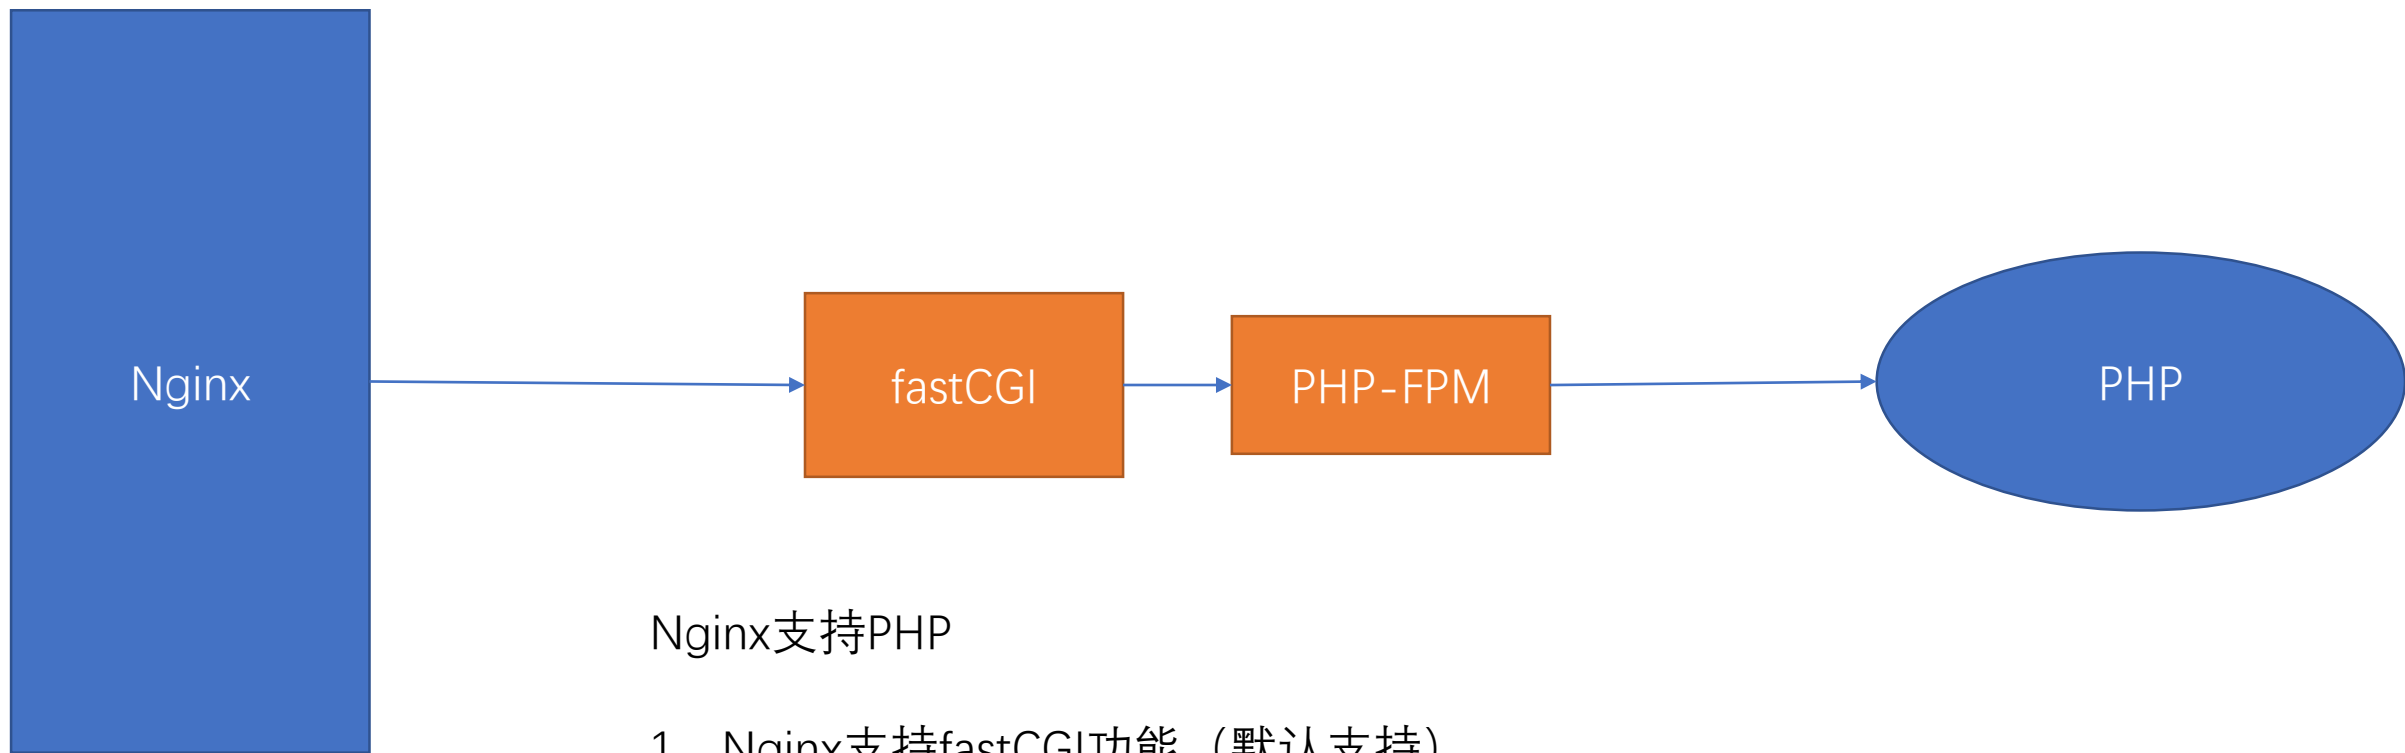 Nginx
fastCGI
PHP-FPM
PHP
Nginx支持PHP
1、Nginx支持fastCGI功能（默认支持）